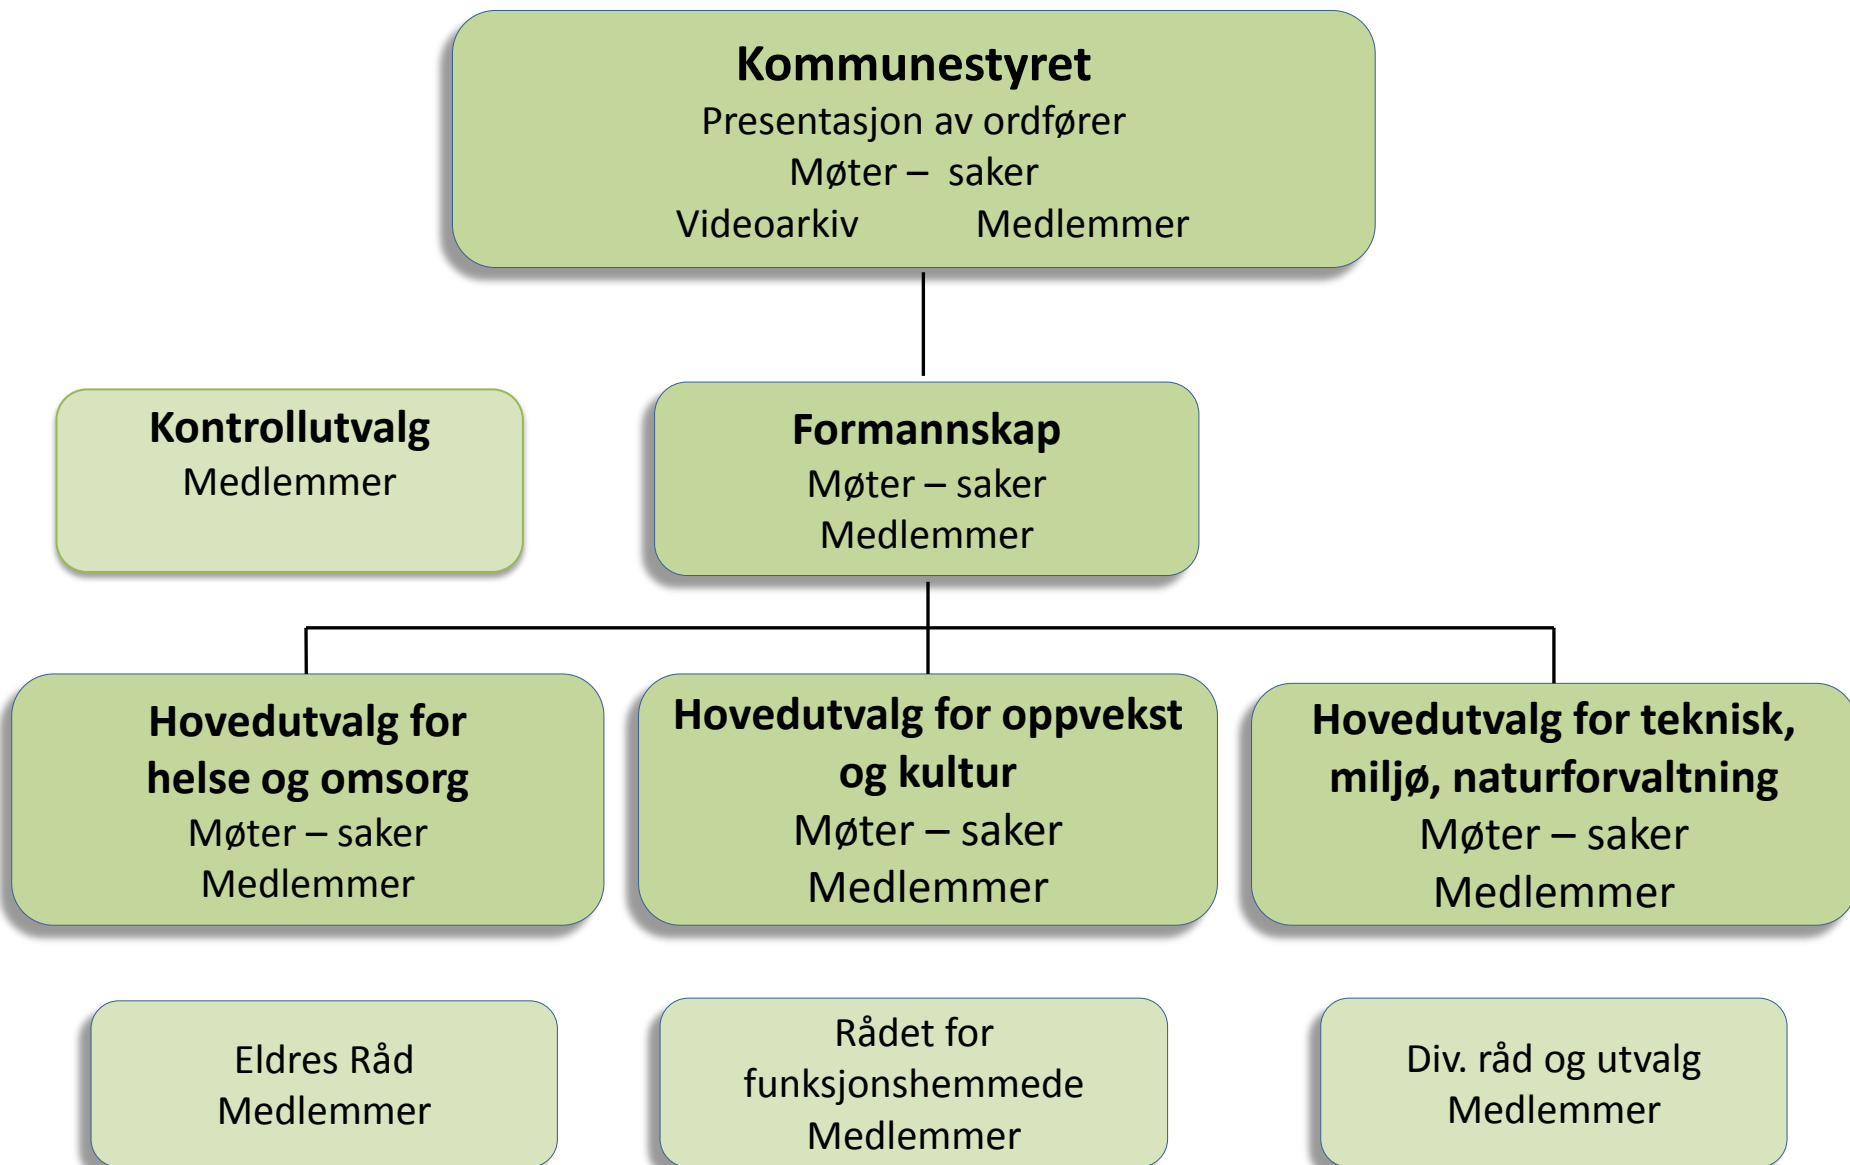 Kommunestyret
Presentasjon av ordfører
Møter – saker
Videoarkiv Medlemmer
Kontrollutvalg
Medlemmer
Formannskap
Møter – saker
Medlemmer
Hovedutvalg for
helse og omsorg
Møter – saker
Medlemmer
Hovedutvalg for oppvekst
og kultur
Møter – saker
Medlemmer
Hovedutvalg for teknisk,
miljø, naturforvaltning
Møter – saker
Medlemmer
Eldres Råd
Medlemmer
Rådet for
funksjonshemmede
Medlemmer
Div. råd og utvalg
Medlemmer